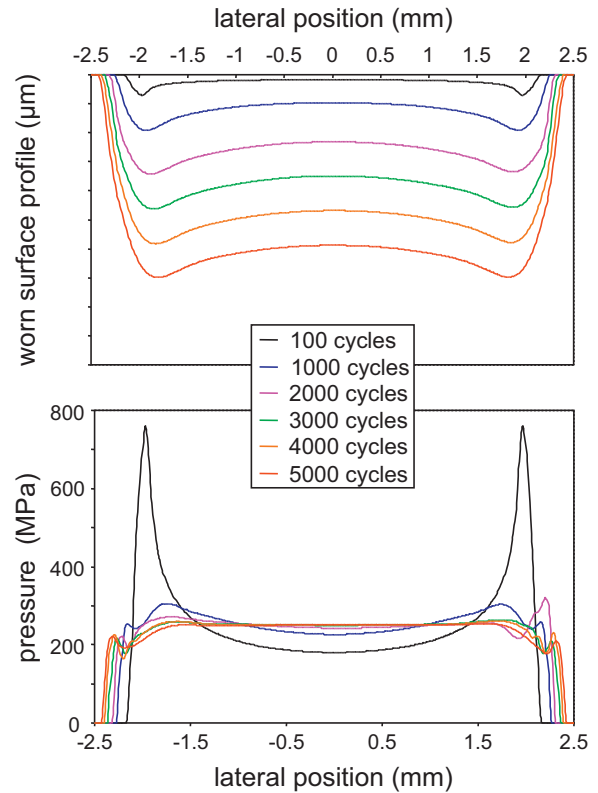 lateral position (mm)
-2.5 -2 -1.5 -1 -0.5 0 0.5 1 1.5 2 2.5
worn surface profile (µm)
100 cycles
1000 cycles
2000 cycles
3000 cycles
4000 cycles
5000 cycles
800
600
400
200
0
pressure (MPa)
-2.5 -1.5 -0.5 0.5 1.5 2.5
lateral position (mm)